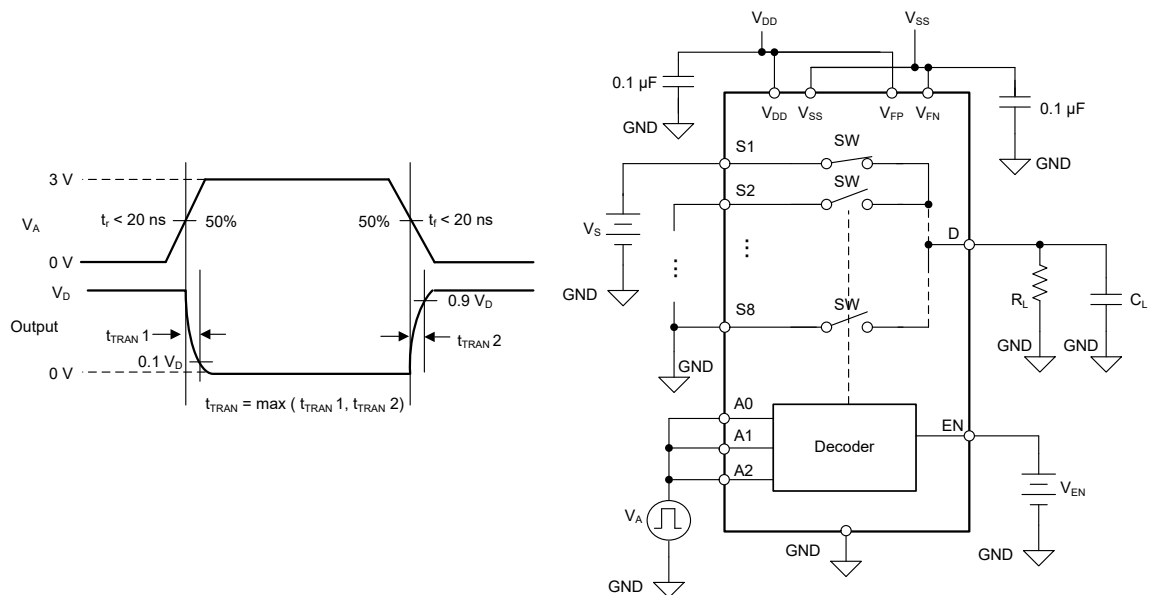 3 V
V_A
0 V
t_r < 20 ns
50%
50%
t_f < 20 ns
V_D
Output
0 V
t_TRAN 1
0.1 V_D
0.9 V_D
t_TRAN 2
t_TRAN = max ( t_TRAN 1, t_TRAN 2)
V_DD
V_SS
0.1 µF
GND
0.1 µF
GND
V_DD
V_SS
V_FP
V_FN
S1
SW
S2
SW
V_S
GND
...
...
D
S8
SW
GND
R_L
GND
C_L
GND
A0
A1
A2
Decoder
EN
V_A
GND
GND
V_EN
GND